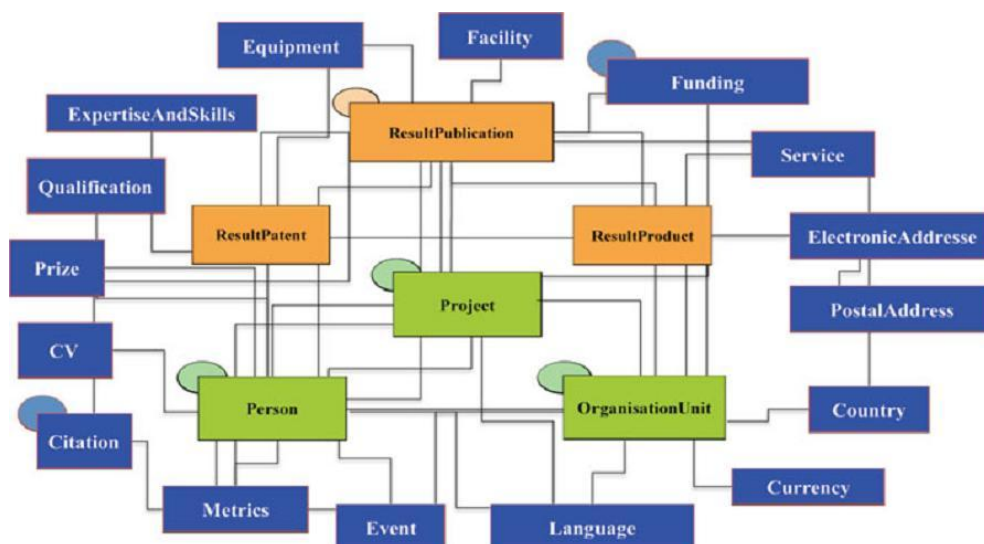 Equipment
Facility
Funding
ExpertiseAndSkills
ResultPublication
Service
Qualification
ResultPatent
ResultProduct
ElectronicAddresse
Prize
Project
PostalAddress
CV
Person
OrganisationUnit
Country
Citation
Currency
Metrics
Event
Language